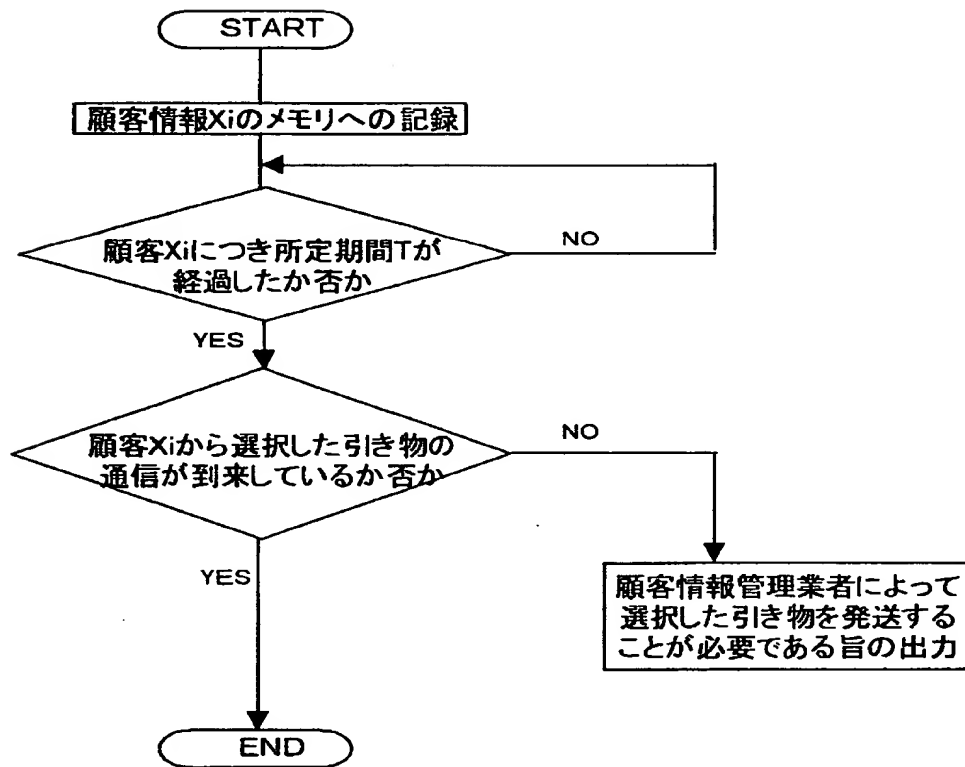 START
顧客情報Xiのメモリへの記録
顧客Xiにつき所定期間Tが
経過したか否か
NO
YES
顧客Xiから選択した引き物の
通信が到来しているか否か
NO
YES
顧客情報管理業者によって
選択した引き物を発送する
ことが必要である旨の出力
END